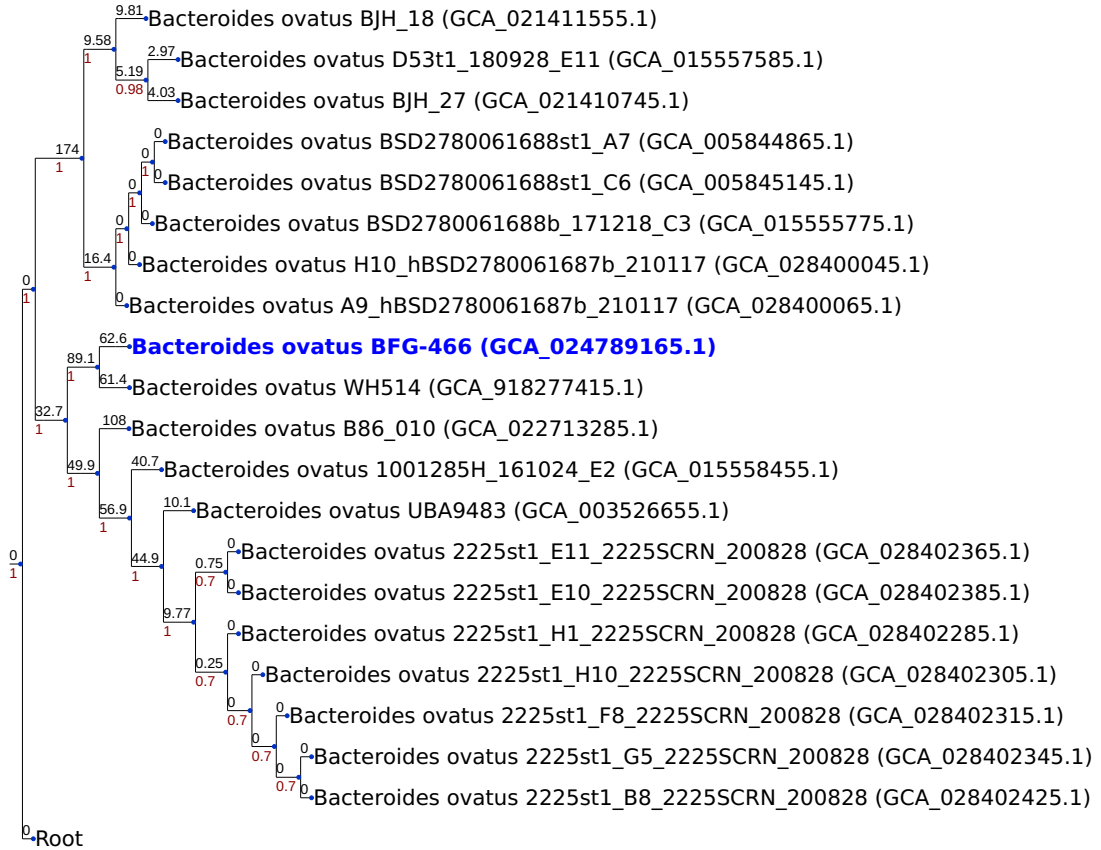 9.81 Bacteroides ovatus BJH_18 (GCA_021411555.1)
9.58
1
2.97 Bacteroides ovatus D53t1_180928_E11 (GCA_015557585.1)
5.19
0.98
4.03 Bacteroides ovatus BJH_27 (GCA_021410745.1)
0 Bacteroides ovatus BSD2780061688st1_A7 (GCA_005844865.1)
174
1
0
1
0 Bacteroides ovatus BSD2780061688st1_C6 (GCA_005845145.1)
0
1
0 Bacteroides ovatus BSD2780061688b_171218_C3 (GCA_015555775.1)
0
1
0 Bacteroides ovatus H10_hBSD2780061687b_210117 (GCA_028400045.1)
16.4
1
0
1
0 Bacteroides ovatus A9_hBSD2780061687b_210117 (GCA_028400065.1)
62.6 Bacteroides ovatus BFG-466 (GCA_024789165.1)
89.1
1
61.4 Bacteroides ovatus WH514 (GCA_918277415.1)
32.7
1
108 Bacteroides ovatus B86_010 (GCA_022713285.1)
49.9
1
40.7 Bacteroides ovatus 1001285H_161024_E2 (GCA_015558455.1)
56.9
1
10.1 Bacteroides ovatus UBA9483 (GCA_003526655.1)
0 Bacteroides ovatus 2225st1_E11_2225SCRN_200828 (GCA_028402365.1)
0
1
44.9
1
0.75
0.7
0 Bacteroides ovatus 2225st1_E10_2225SCRN_200828 (GCA_028402385.1)
9.77
1
0 Bacteroides ovatus 2225st1_H1_2225SCRN_200828 (GCA_028402285.1)
0.25
0.7
0 Bacteroides ovatus 2225st1_H10_2225SCRN_200828 (GCA_028402305.1)
0
0.7
0 Bacteroides ovatus 2225st1_F8_2225SCRN_200828 (GCA_028402315.1)
0
0.7
0 Bacteroides ovatus 2225st1_G5_2225SCRN_200828 (GCA_028402345.1)
0
0.7
0 Bacteroides ovatus 2225st1_B8_2225SCRN_200828 (GCA_028402425.1)
0 Root